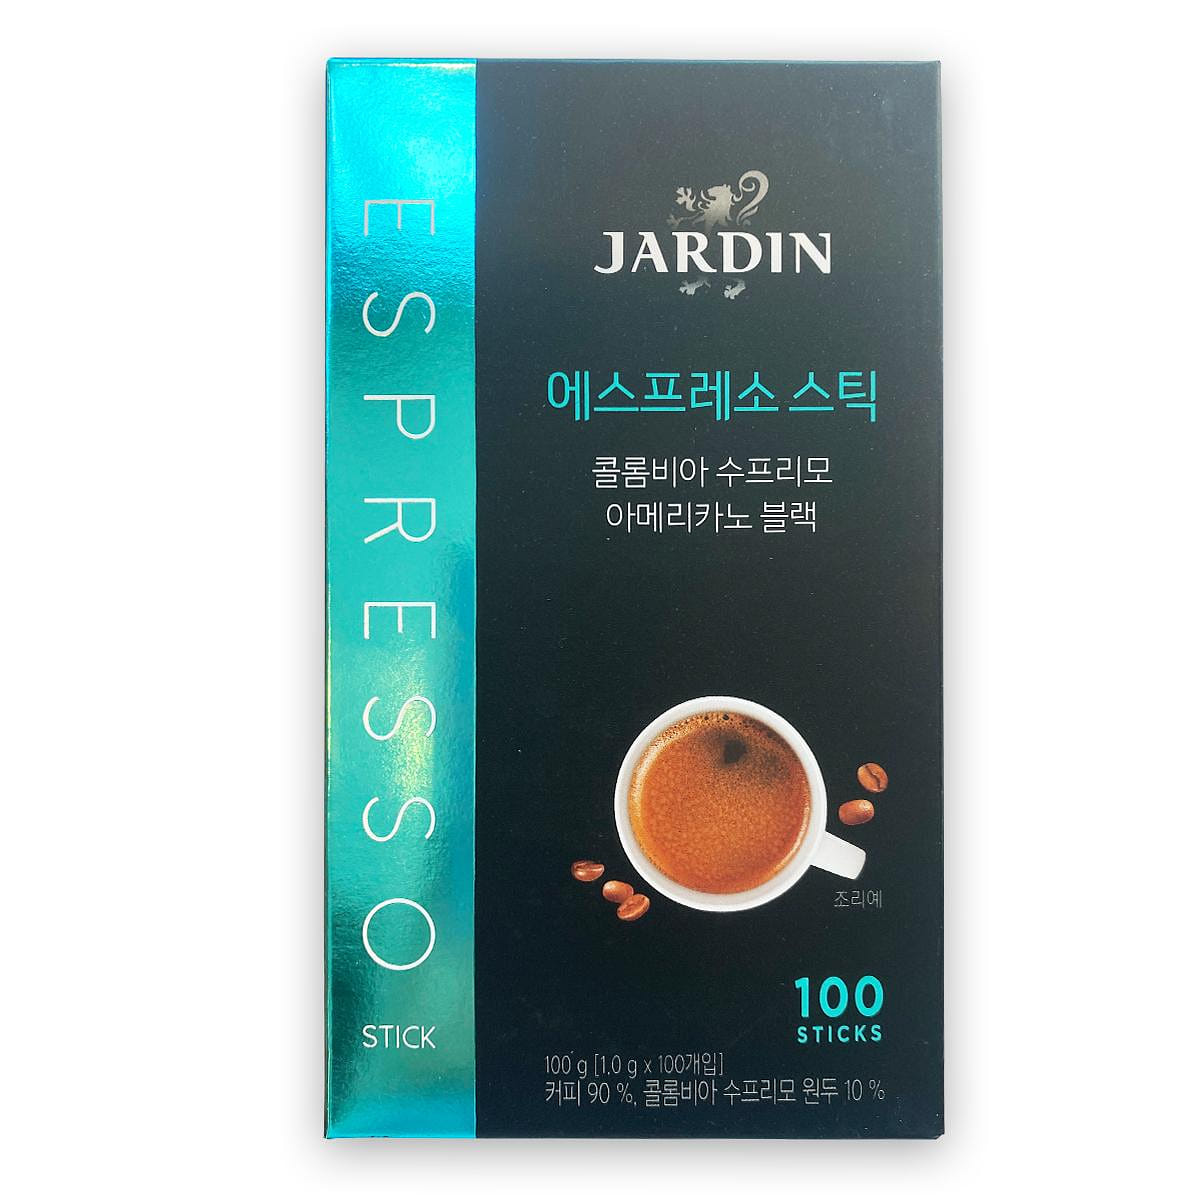 ESPRESSO
STICK
JARDIN
에스프레소 스틱
콜롬비아 수프리모
아메리카노 블랙
조리예
100
STICKS
100 g [1.0 g x 100개입]
커피 90 %, 콜롬비아 수프리모 원두 10 %